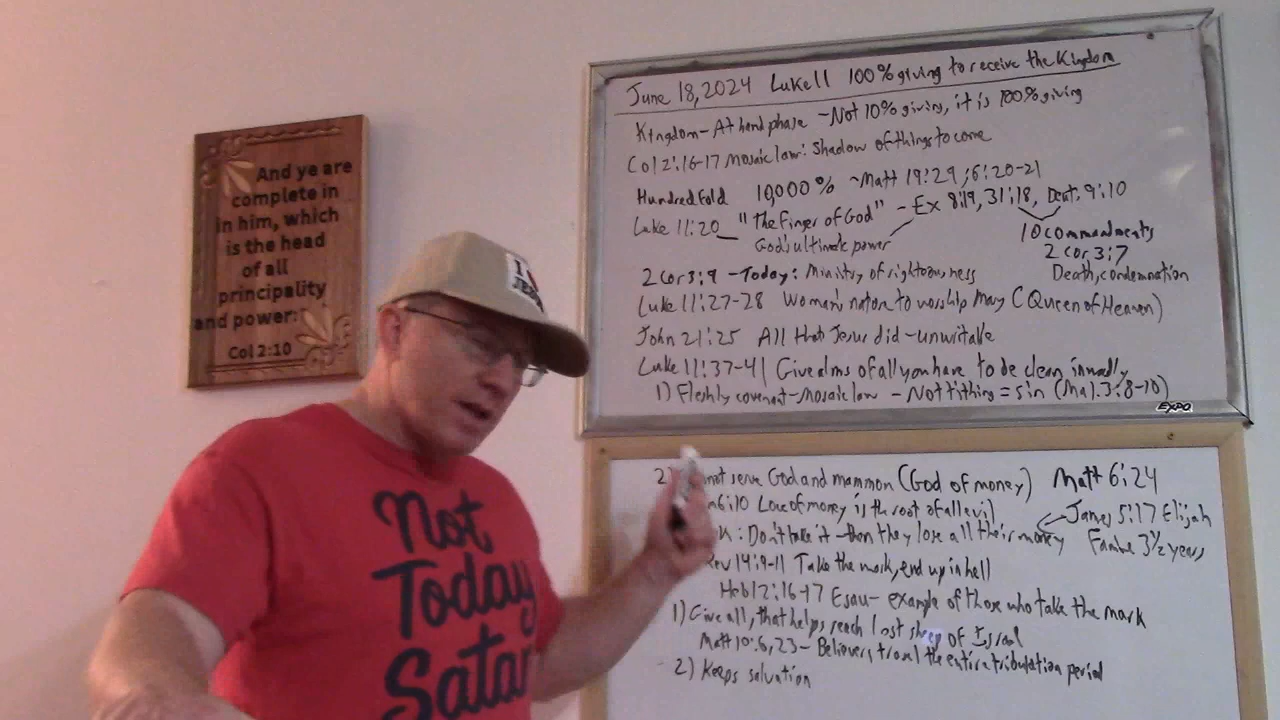 And ye are
complete in
in him, which
is the head
of all
principality
and power:
Col 2:10
Not
Today
Satan
June 18, 2024 Luke 11 100% giving to receive the Kingdom
Kingdom - At hand phase - Not 10% giving, it is 100% giving
Col 2:16-17 Mosaic law: Shadow of things to come
Hundredfold 10,000% - Matt 19:29; 6:20-21
Luke 11:20 "the finger of God" - Ex 8:19, 31:18, Deut. 9:10
God's ultimate power
10 commandments
2 Cor 3:7
Death, condemnation
2 Cor 3:9 - Today: Ministry of righteousness
Luke 11:27-28 Woman's nature to worship Mary (Queen of Heaven)
John 21:25 All that Jesus did - unwritable
Luke 11:37-41 Give alms of all you have to be clean inwardly
1) Fleshly covenant - Mosaic law - Not tithing = sin (Mal. 3:8-10)
EXPO
2) not serve God and mammon (God of money) Matt 6:24
6:10 Love of money is the root of all evil
James 5:17 Elijah
Famine 3 1/2 years
: Don't take it - then they lose all their money
Rev 14:9-11 Take the mark, end up in hell
Heb 12:16-17 Esau - example of those who take the mark
1) Give all, that helps reach lost sheep of Israel
Matt 10:6, 23 - Believers travel the entire tribulation period
2) Keeps salvation